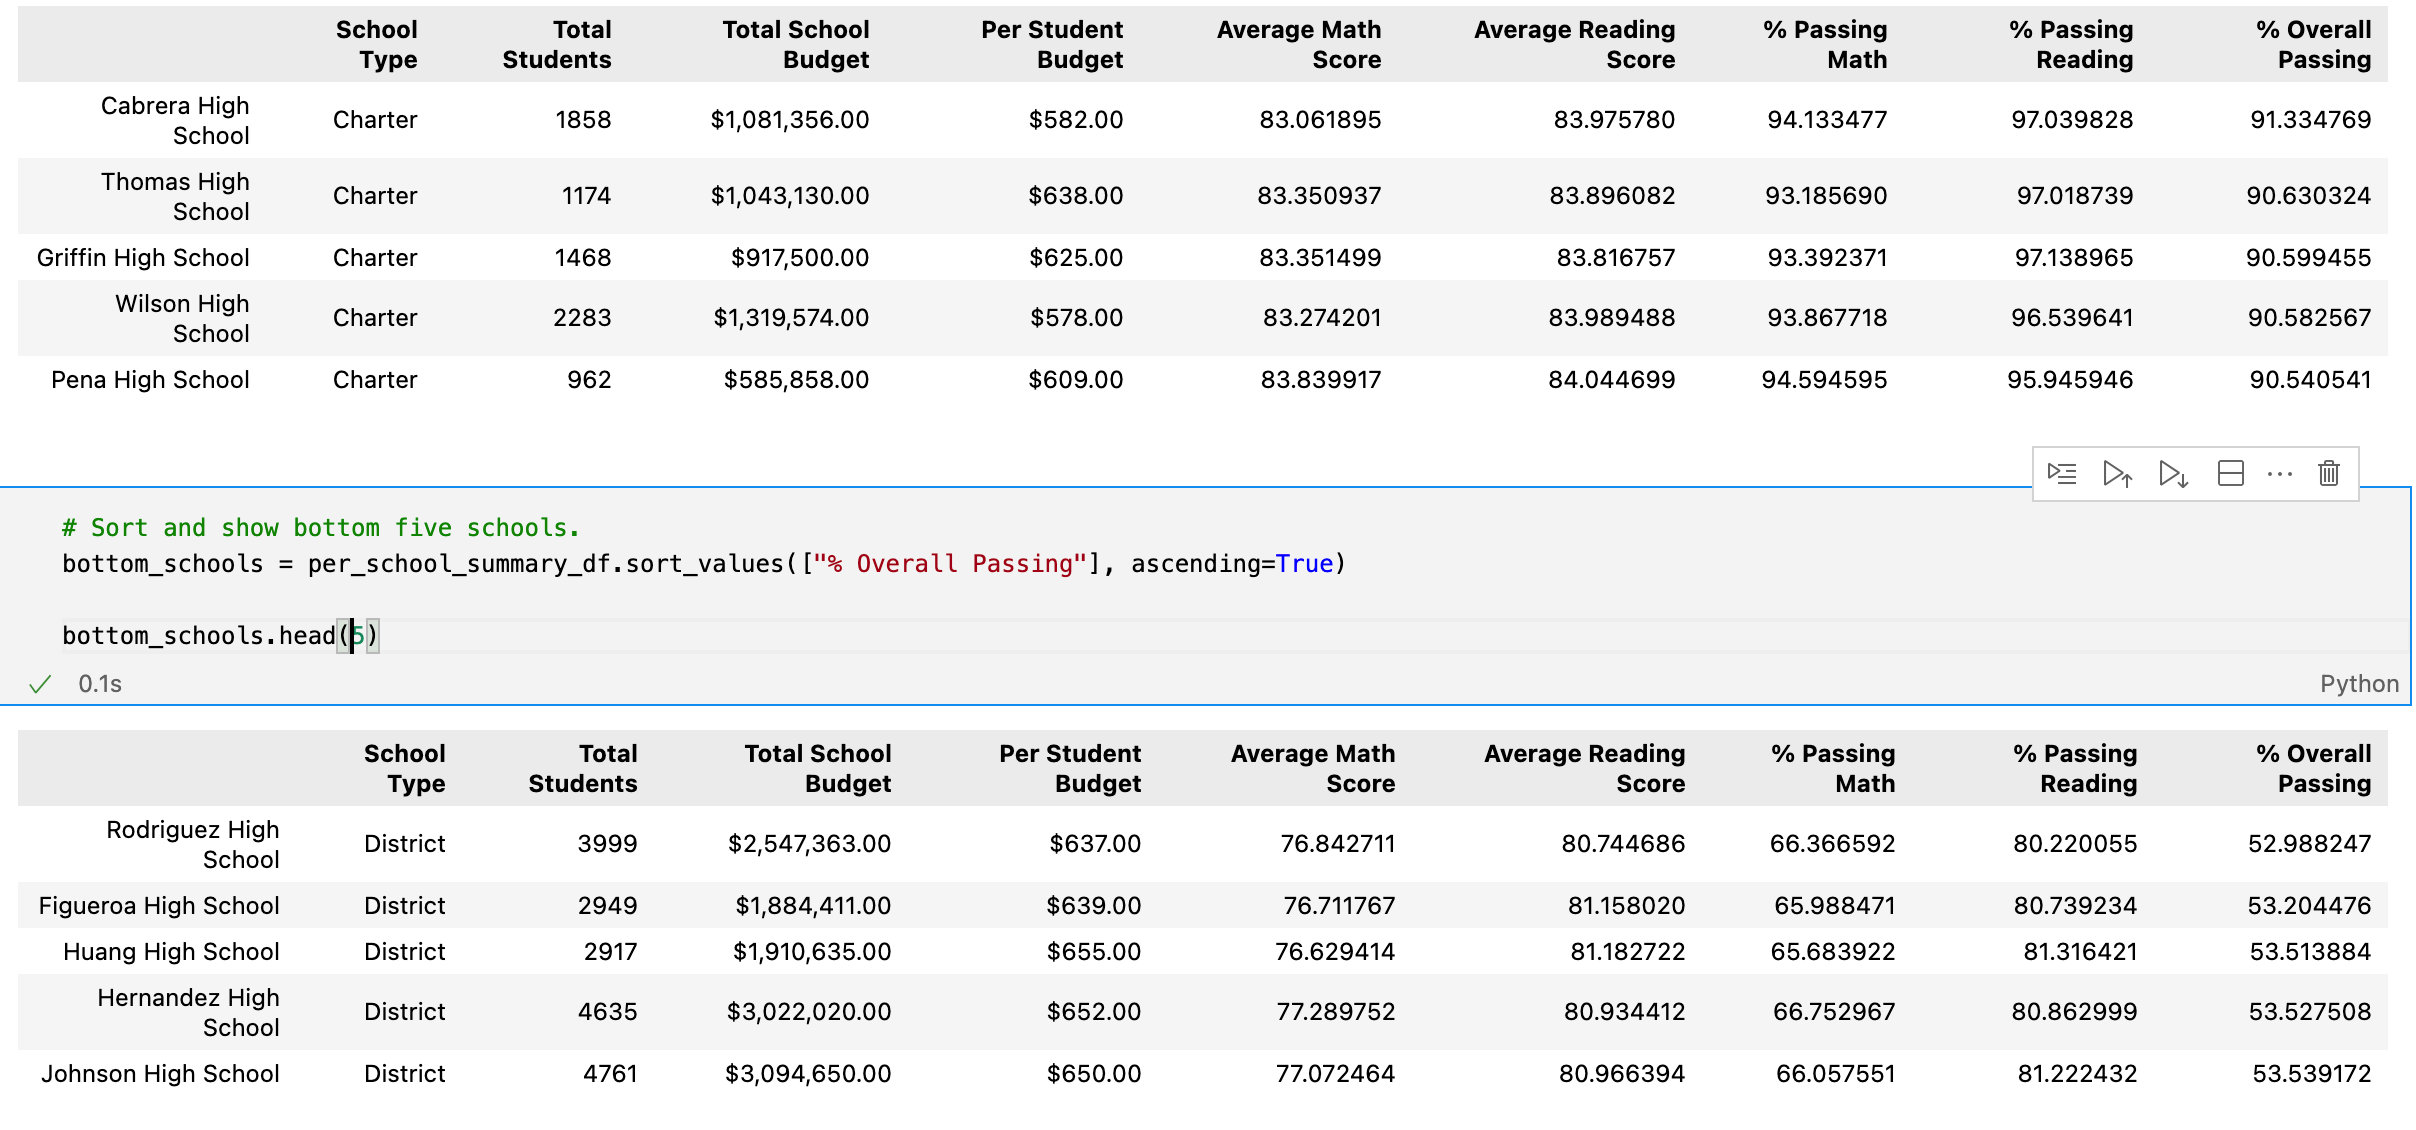 School Type Total Students Total School Budget Per Student Budget Average Math Score Average Reading Score % Passing Math % Passing Reading % Overall Passing
Cabrera High School Charter 1858 $1,081,356.00 $582.00 83.061895 83.975780 94.133477 97.039828 91.334769
Thomas High School Charter 1174 $1,043,130.00 $638.00 83.350937 83.896082 93.185690 97.018739 90.630324
Griffin High School Charter 1468 $917,500.00 $625.00 83.351499 83.816757 93.392371 97.138965 90.599455
Wilson High School Charter 2283 $1,319,574.00 $578.00 83.274201 83.989488 93.867718 96.539641 90.582567
Pena High School Charter 962 $585,858.00 $609.00 83.839917 84.044699 94.594595 95.945946 90.540541
# Sort and show bottom five schools.
bottom_schools = per_school_summary_df.sort_values(["% Overall Passing"], ascending=True)
bottom_schools.head(5)
0.1s
Python
School Type Total Students Total School Budget Per Student Budget Average Math Score Average Reading Score % Passing Math % Passing Reading % Overall Passing
Rodriguez High School District 3999 $2,547,363.00 $637.00 76.842711 80.744686 66.366592 80.220055 52.988247
Figueroa High School District 2949 $1,884,411.00 $639.00 76.711767 81.158020 65.988471 80.739234 53.204476
Huang High School District 2917 $1,910,635.00 $655.00 76.629414 81.182722 65.683922 81.316421 53.513884
Hernandez High School District 4635 $3,022,020.00 $652.00 77.289752 80.934412 66.752967 80.862999 53.527508
Johnson High School District 4761 $3,094,650.00 $650.00 77.072464 80.966394 66.057551 81.222432 53.539172